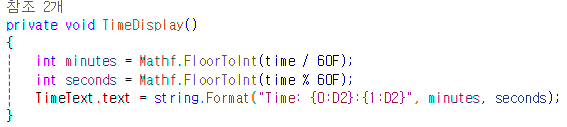 참조 2개
private void TimeDisplay()
{
int minutes = Mathf.FloorToInt(time / 60F);
int seconds = Mathf.FloorToInt(time % 60F);
TimeText.text = string.Format("Time: {0:D2}:{1:D2}", minutes, seconds);
}